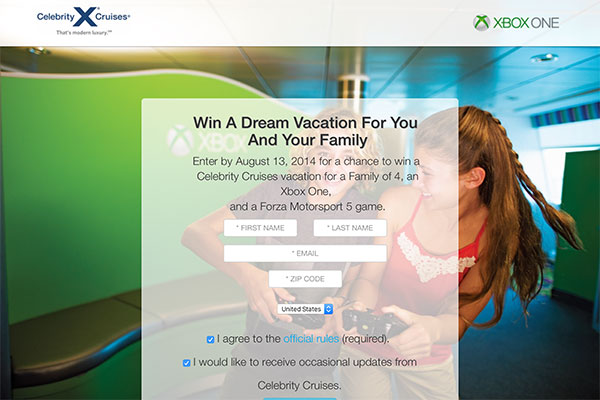 Celebrity X Cruises®
That's modern luxury.℠
XBOX ONE
XBOX
Win A Dream Vacation For You
And Your Family
Enter by August 13, 2014 for a chance to win a
Celebrity Cruises vacation for a Family of 4, an
Xbox One,
and a Forza Motorsport 5 game.
* FIRST NAME
* LAST NAME
* EMAIL
* ZIP CODE
United States
I agree to the official rules (required).
I would like to receive occasional updates from
Celebrity Cruises.